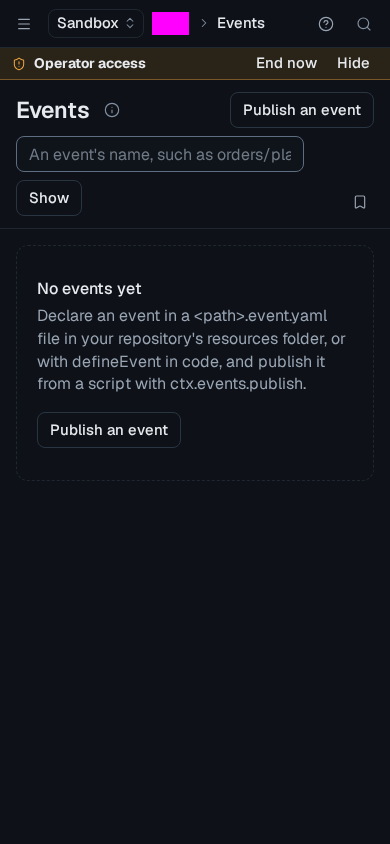 Sandbox
Events
Operator access
End now
Hide
Events
Publish an event
An event's name, such as orders/pla
Show
No events yet
Declare an event in a <path>.event.yaml
file in your repository's resources folder, or
with defineEvent in code, and publish it
from a script with ctx.events.publish.
Publish an event